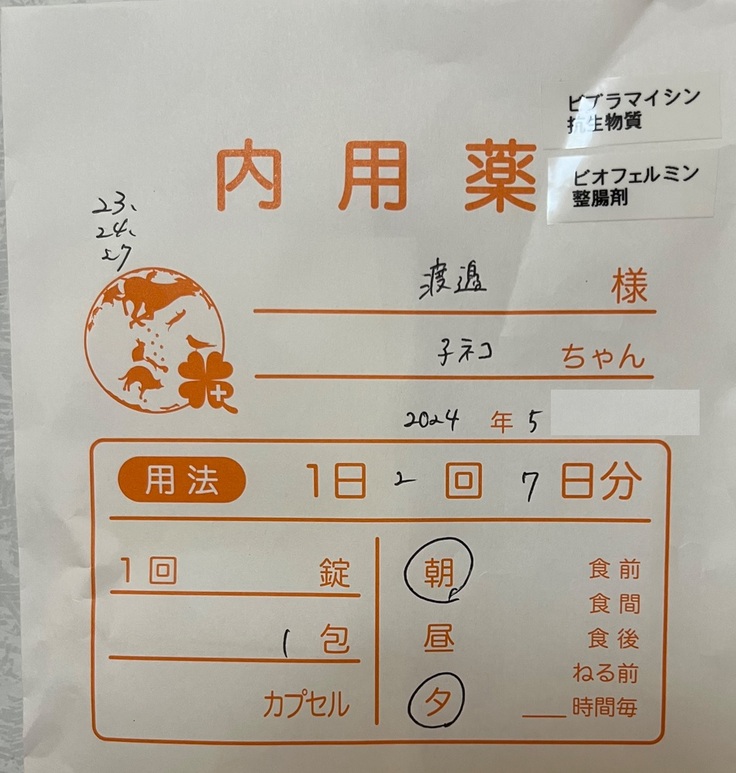 ビブラマイシン
抗生物質
内用薬
ビオフェルミン
整腸剤
23、
24、
27
渡邉 様
子ネコ ちゃん
2024 年 5
用法 1日 2 回 7 日分
1回 錠
1 包
カプセル
朝
昼
夕
食前
食間
食後
ねる前
時間毎